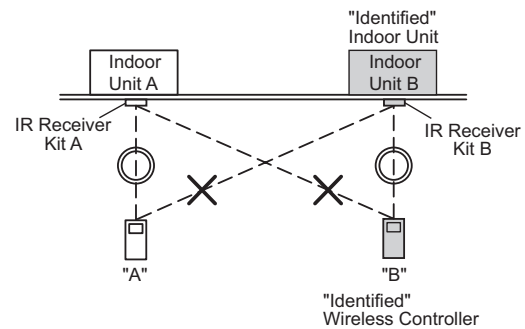 "Identified"
Indoor Unit
Indoor
Unit A
Indoor
Unit B
IR Receiver
Kit A
IR Receiver
Kit B
"A"
"B"
"Identified"
Wireless Controller